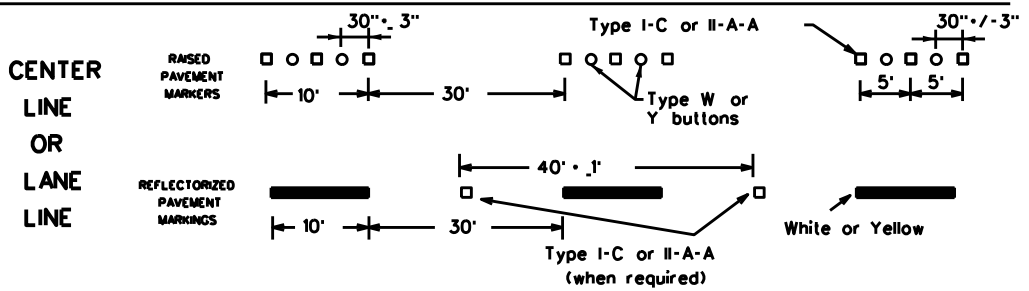 30"•_ 3"
Type I-C or II-A-A
30"+/-3"
CENTER
LINE
OR
LANE
LINE
RAISED
PAVEMENT
MARKERS
10'
30'
Type W or
Y buttons
5'
5'
REFLECTORIZED
PAVEMENT
MARKINGS
40' •_1'
10'
30'
Type I-C or II-A-A
(when required)
White or Yellow